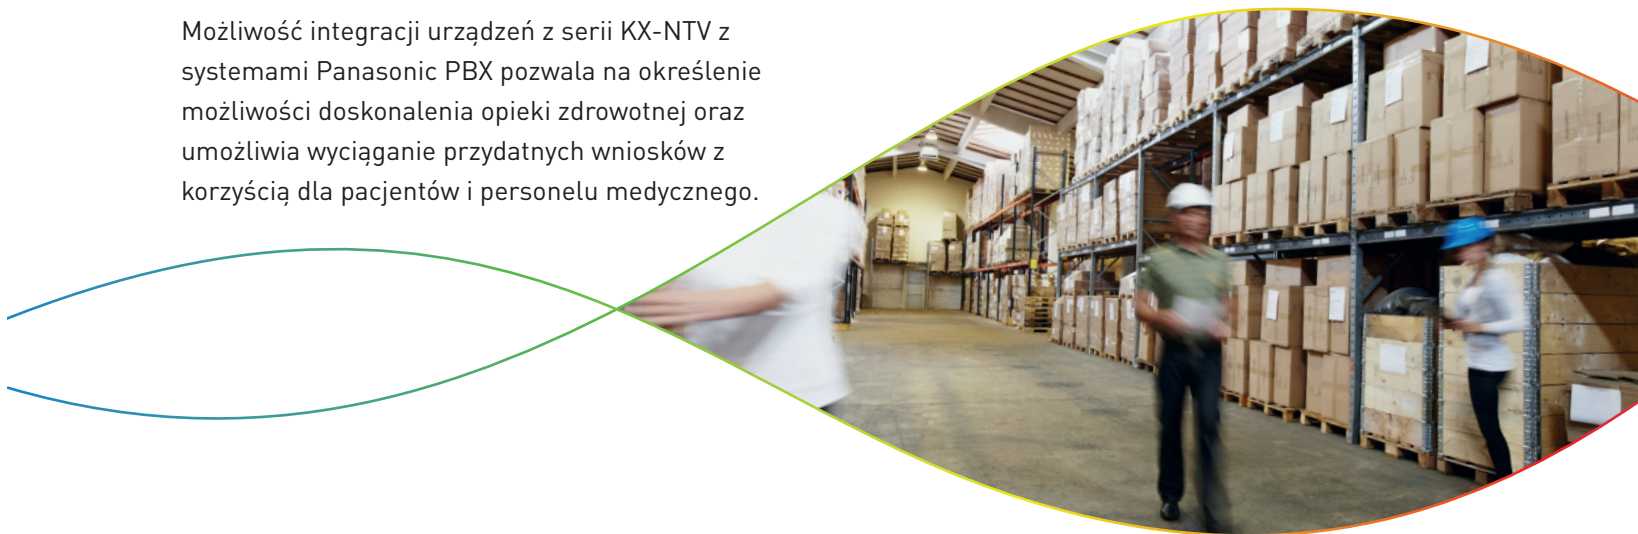 Możliwość integracji urządzeń z serii KX-NTV z
systemami Panasonic PBX pozwala na określenie
możliwości doskonalenia opieki zdrowotnej oraz
umożliwia wyciąganie przydatnych wniosków z
korzyścią dla pacjentów i personelu medycznego.